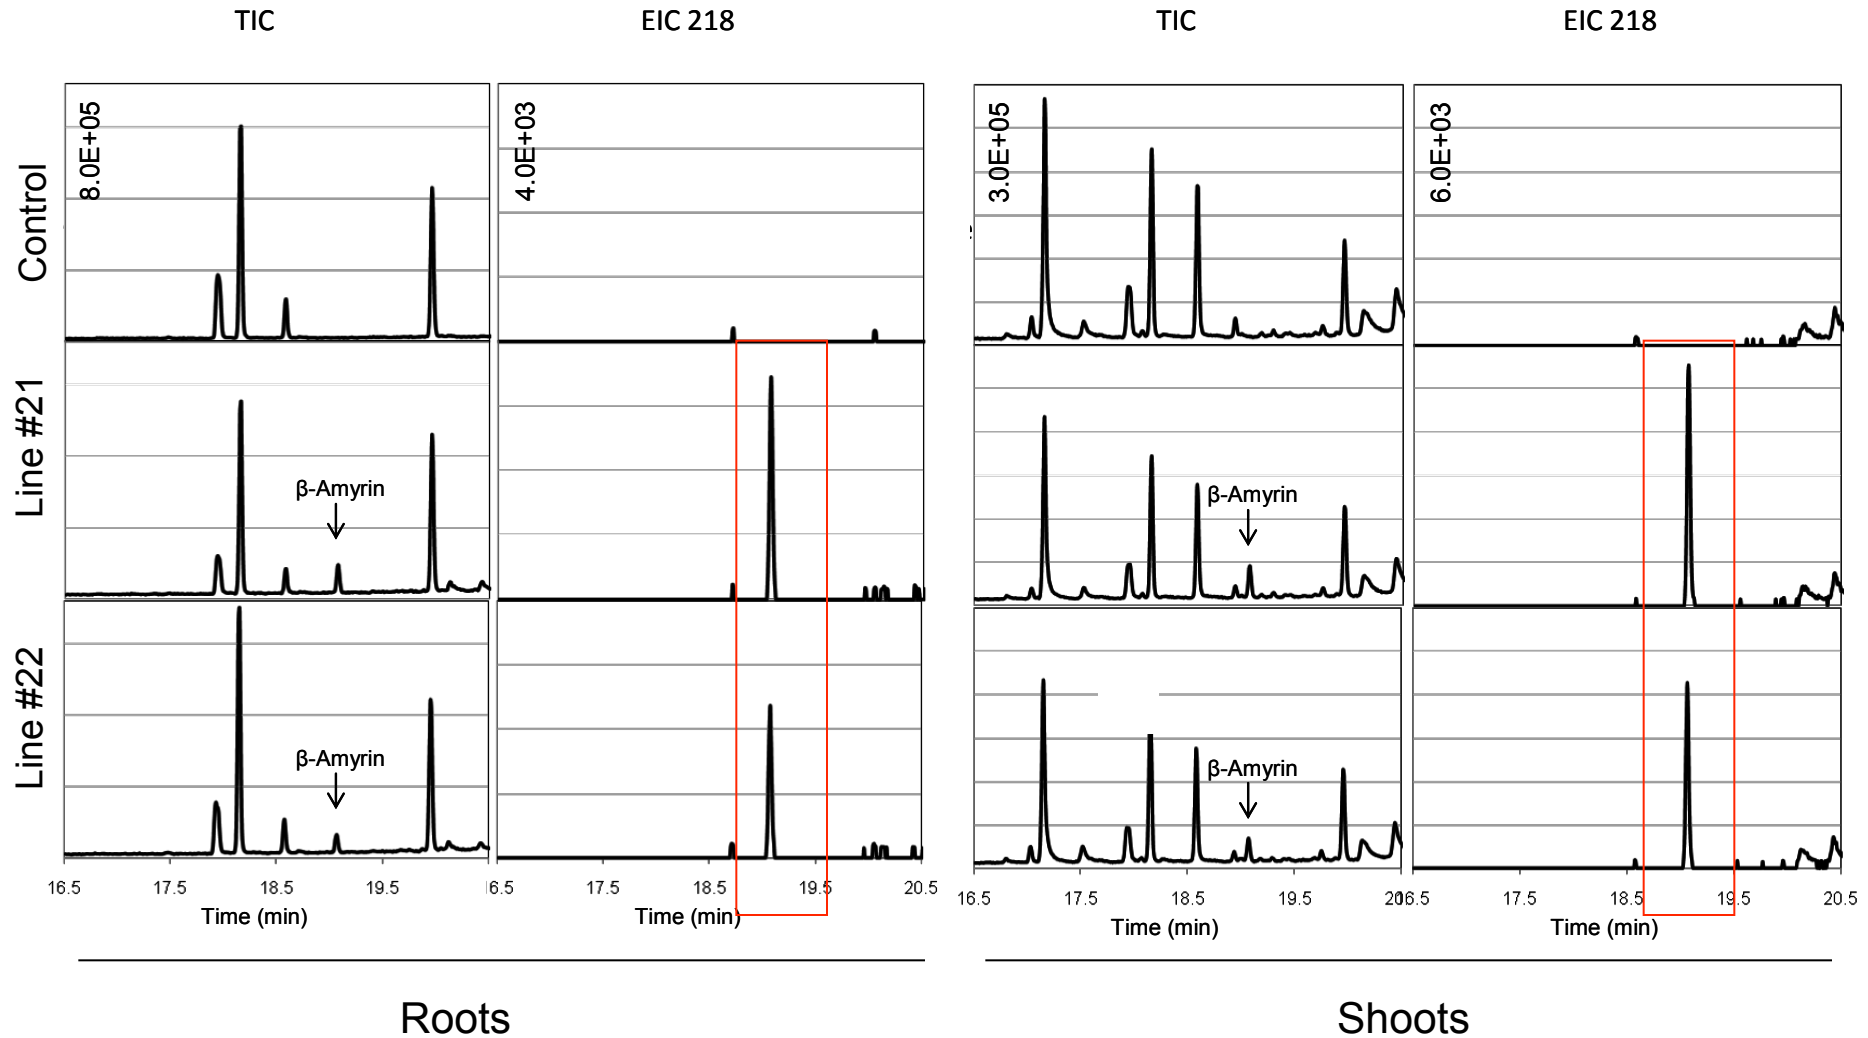 TIC EIC 218 TIC EIC 218
Control 8.0E+05 4.0E+03 3.0E+05 6.0E+03
Line #21
β-Amyrin β-Amyrin
Line #22
β-Amyrin β-Amyrin
16.5 17.5 18.5 19.5 16.5 17.5 18.5 19.5 20.5
16.5 17.5 18.5 19.5 20 16.5 17.5 18.5 19.5 20.5
Time (min) Time (min) Time (min) Time (min)
Roots Shoots